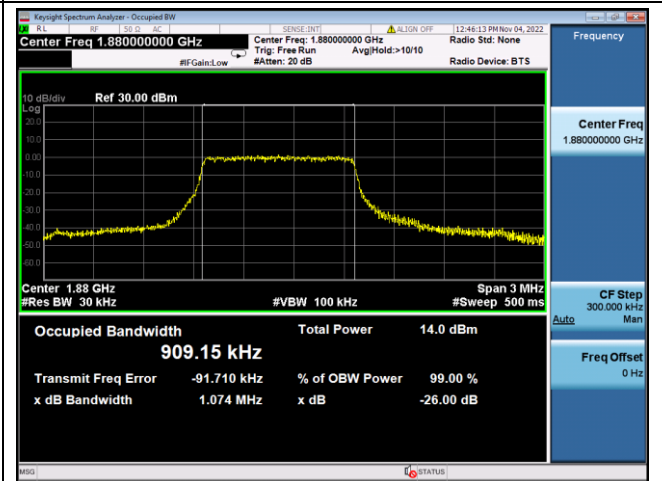 Keysight Spectrum Analyzer - Occupied BW
RL RF 50 Ω AC SENSE:INT ALIGN OFF 12:46:13 PM Nov 04, 2022
Center Freq 1.880000000 GHz Center Freq: 1.880000000 GHz Radio Std: None
Trig: Free Run Avg|Hold:>10/10
#IFGain:Low #Atten: 20 dB Radio Device: BTS
Frequency
10 dB/div Ref 30.00 dBm
Log
20.0
10.0
0.00
-10.0
-20.0
-30.0
-40.0
-50.0
-60.0
Center 1.88 GHz Span 3 MHz
#Res BW 30 kHz #VBW 100 kHz #Sweep 500 ms
Center Freq
1.880000000 GHz
CF Step
300.000 kHz
Auto Man
Freq Offset
0 Hz
Occupied Bandwidth Total Power 14.0 dBm
909.15 kHz
Transmit Freq Error -91.710 kHz % of OBW Power 99.00 %
x dB Bandwidth 1.074 MHz x dB -26.00 dB
MSG STATUS